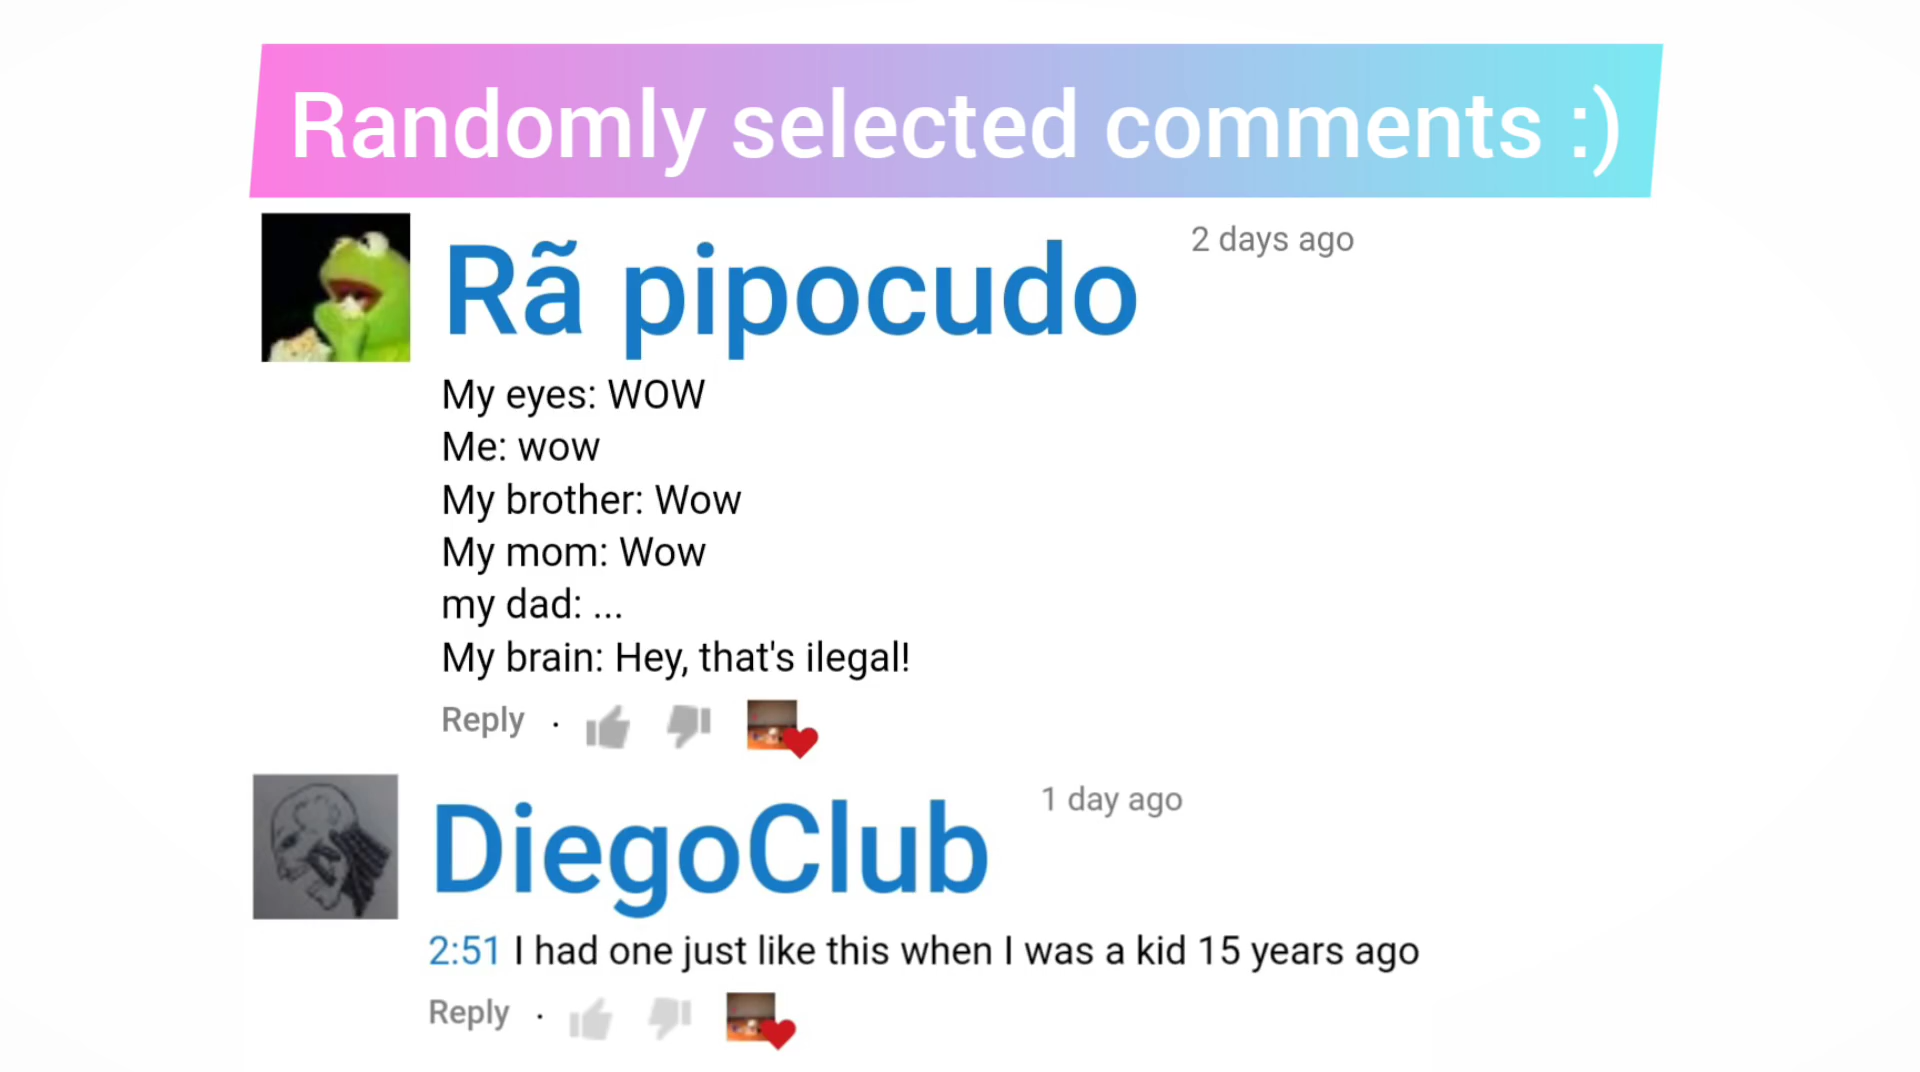 Randomly selected comments :)
Rã pipocudo 2 days ago
My eyes: WOW
Me: wow
My brother: Wow
My mom: Wow
my dad: ...
My brain: Hey, that's ilegal!
Reply ·
DiegoClub 1 day ago
2:51 I had one just like this when I was a kid 15 years ago
Reply ·